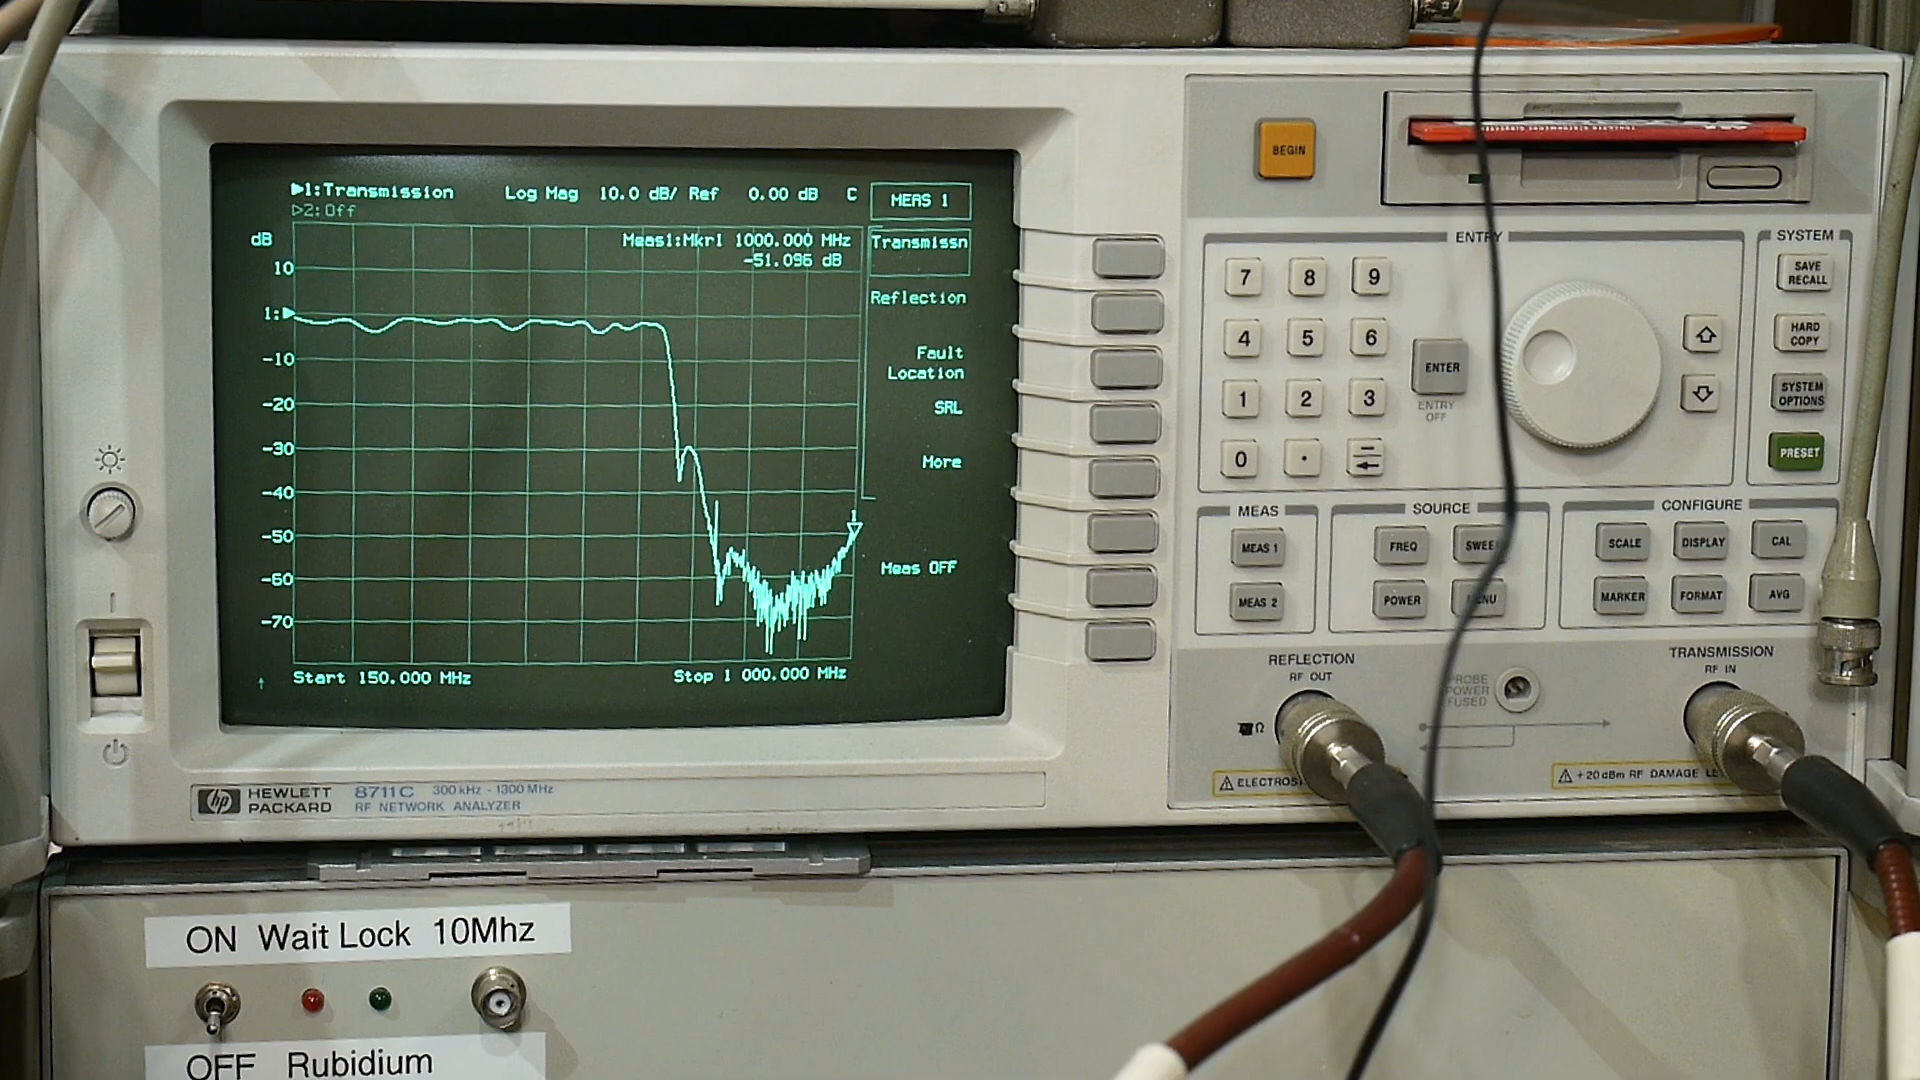 1:Transmission Log Mag 10.0 dB/ Ref 0.00 dB C
2:Off
MEAS 1
dB
Meas1:Mkr1 1000.000 MHz
-51.096 dB
Transmissn
10
Reflection
1:
Fault
Location
-10
SRL
-20
-30
More
-40
-50
Meas OFF
-60
-70
Start 150.000 MHz Stop 1 000.000 MHz
HEWLETT
PACKARD
8711C 300 kHz - 1300 MHz
RF NETWORK ANALYZER
hp
BEGIN
ENTRY
7 8 9
4 5 6
1 2 3
0 . -
ENTER
ENTRY
OFF
SYSTEM
SAVE
RECALL
HARD
COPY
SYSTEM
OPTIONS
PRESET
MEAS
MEAS 1
MEAS 2
SOURCE
FREQ
POWER
CONFIGURE
SCALE DISPLAY CAL
MARKER FORMAT AVG
REFLECTION
RF OUT
PROBE
POWER
FUSED
TRANSMISSION
RF IN
Ω
+20 dBm RF DAMAGE
ON Wait Lock 10Mhz
OFF Rubidium